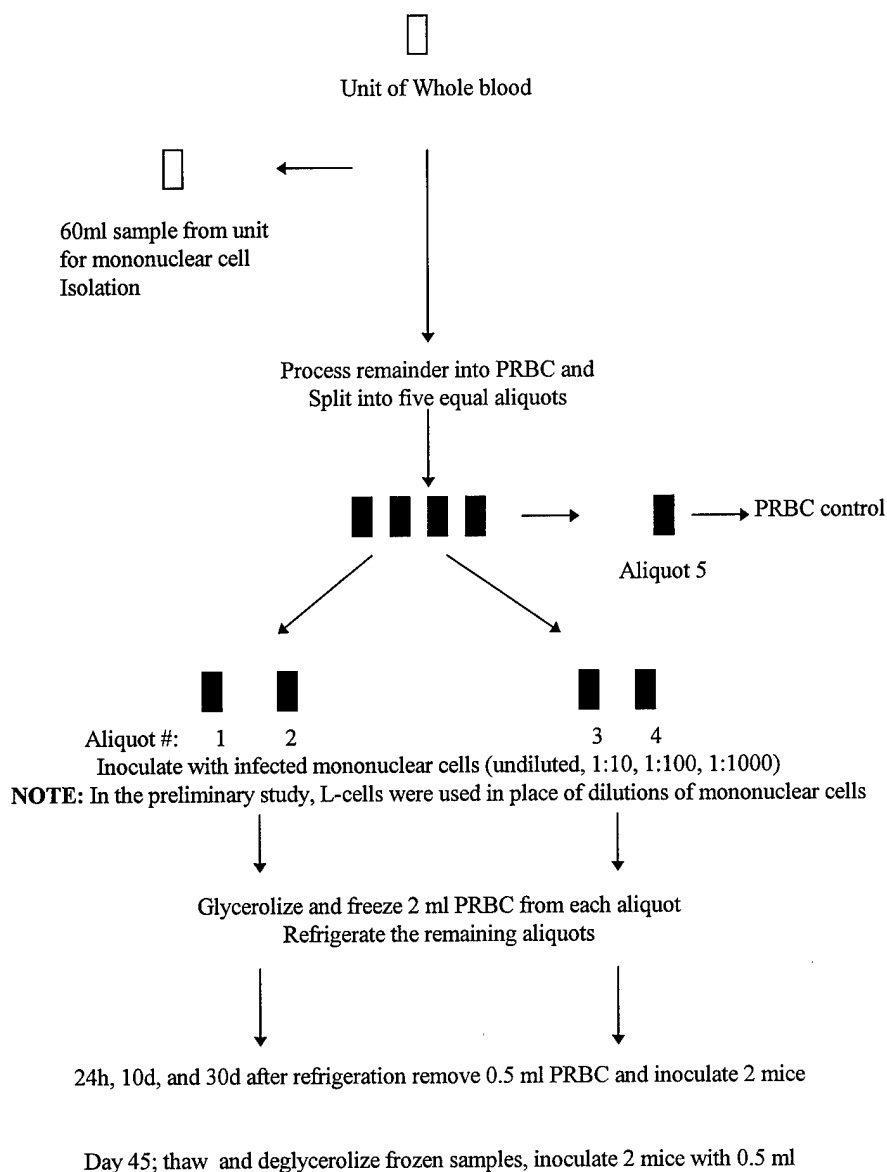 Unit of Whole blood
60ml sample from unit
for mononuclear cell
Isolation
Process remainder into PRBC and
Split into five equal aliquots
PRBC control
Aliquot 5
Aliquot #: 1 2 3 4
Inoculate with infected mononuclear cells (undiluted, 1:10, 1:100, 1:1000)
NOTE: In the preliminary study, L-cells were used in place of dilutions of mononuclear cells
Glycerolize and freeze 2 ml PRBC from each aliquot
Refrigerate the remaining aliquots
24h, 10d, and 30d after refrigeration remove 0.5 ml PRBC and inoculate 2 mice
Day 45; thaw and deglycerolize frozen samples, inoculate 2 mice with 0.5 ml